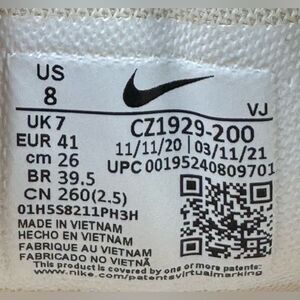 US
8
VJ
UK 7
CZ1929-200
EUR 41
11/11/20 03/11/21
cm 26
UPC 00195240809701
BR 39.5
CN 260(2.5)
01H5S8211PH3H
MADE IN VIETNAM
HECHO EN VIETNAM
FABRIQUE AU VIETNAM
FABRICADO NO VIETNÃ
This product is covered by one of more patents:
www.nike.com/patentsvirtualmarking